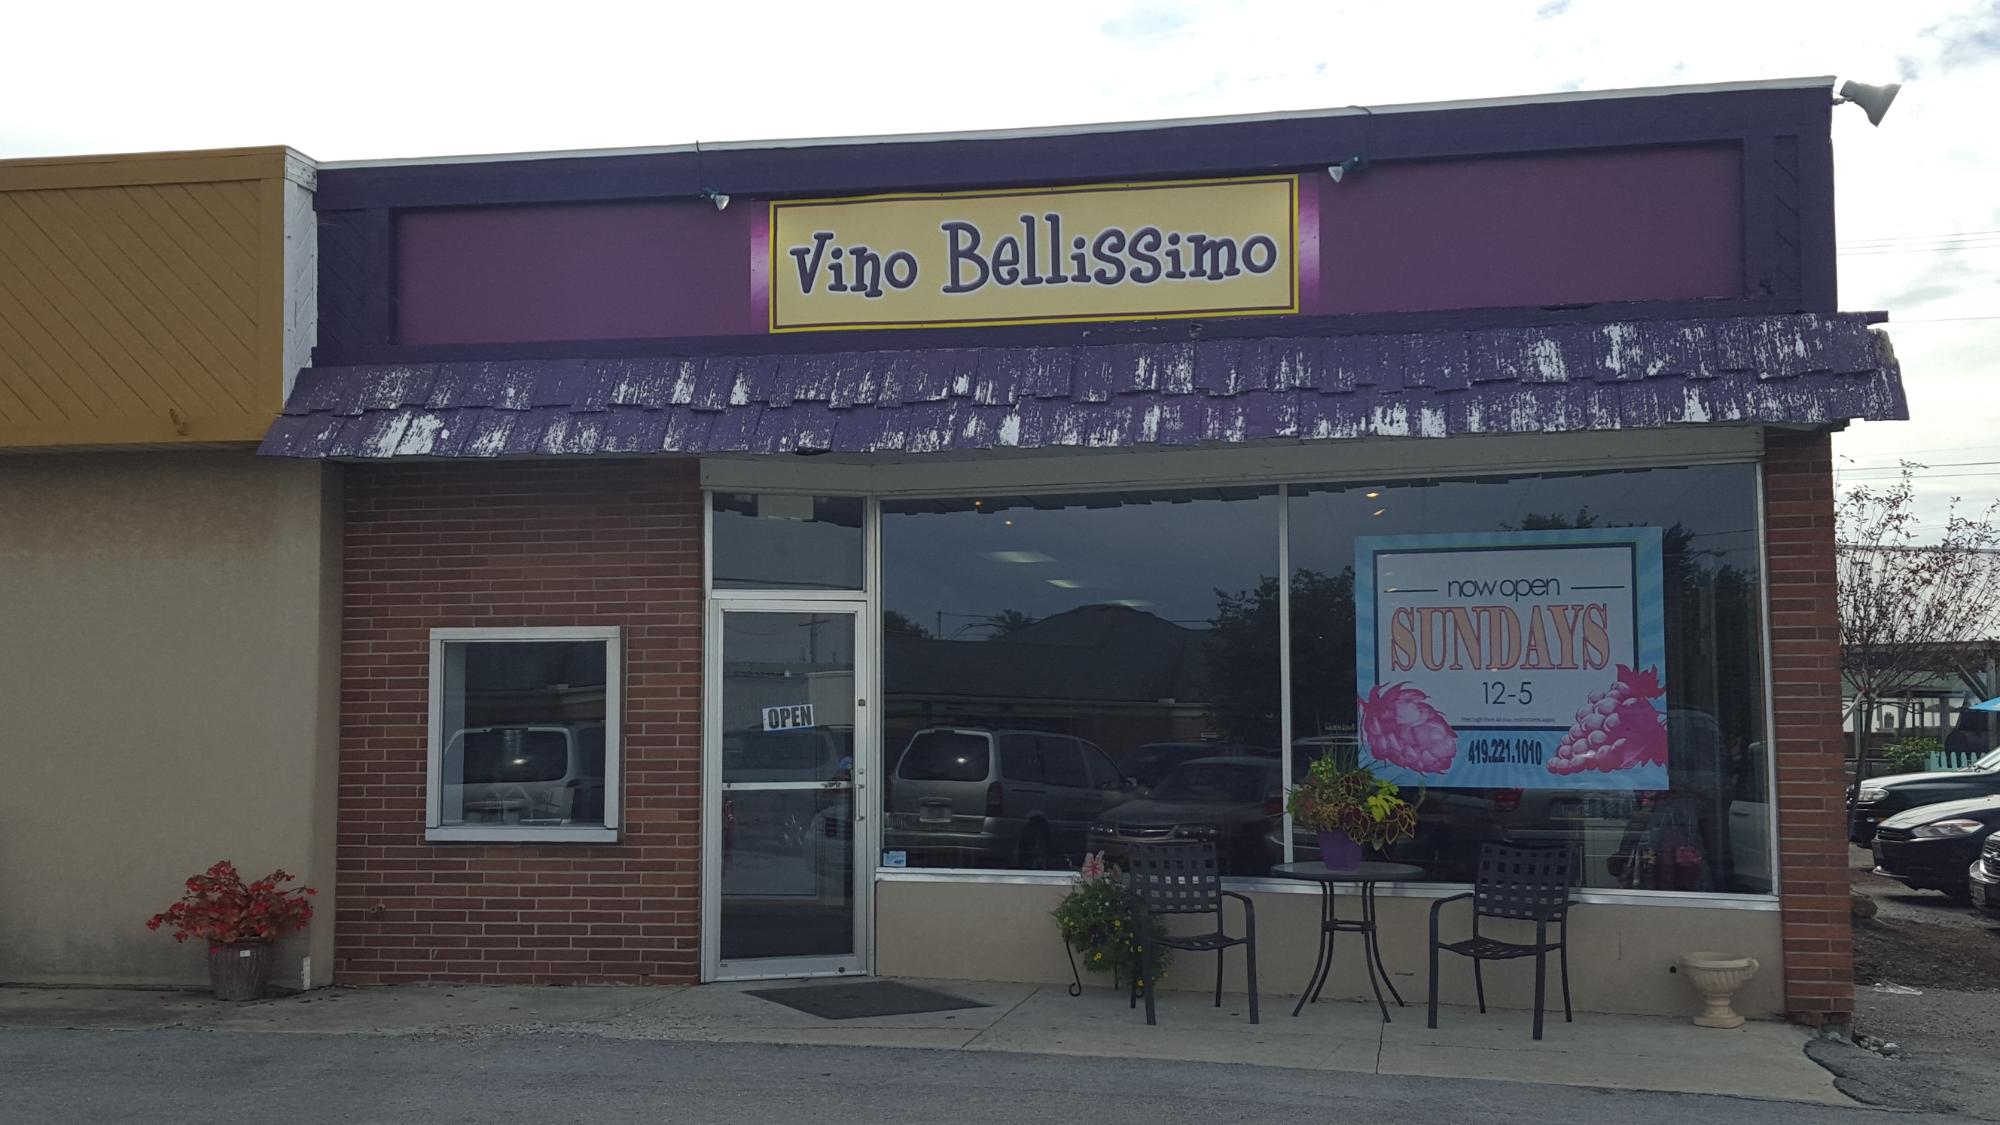 Vino Bellissimo
now open
SUNDAYS
12-5
419.221.1010
OPEN